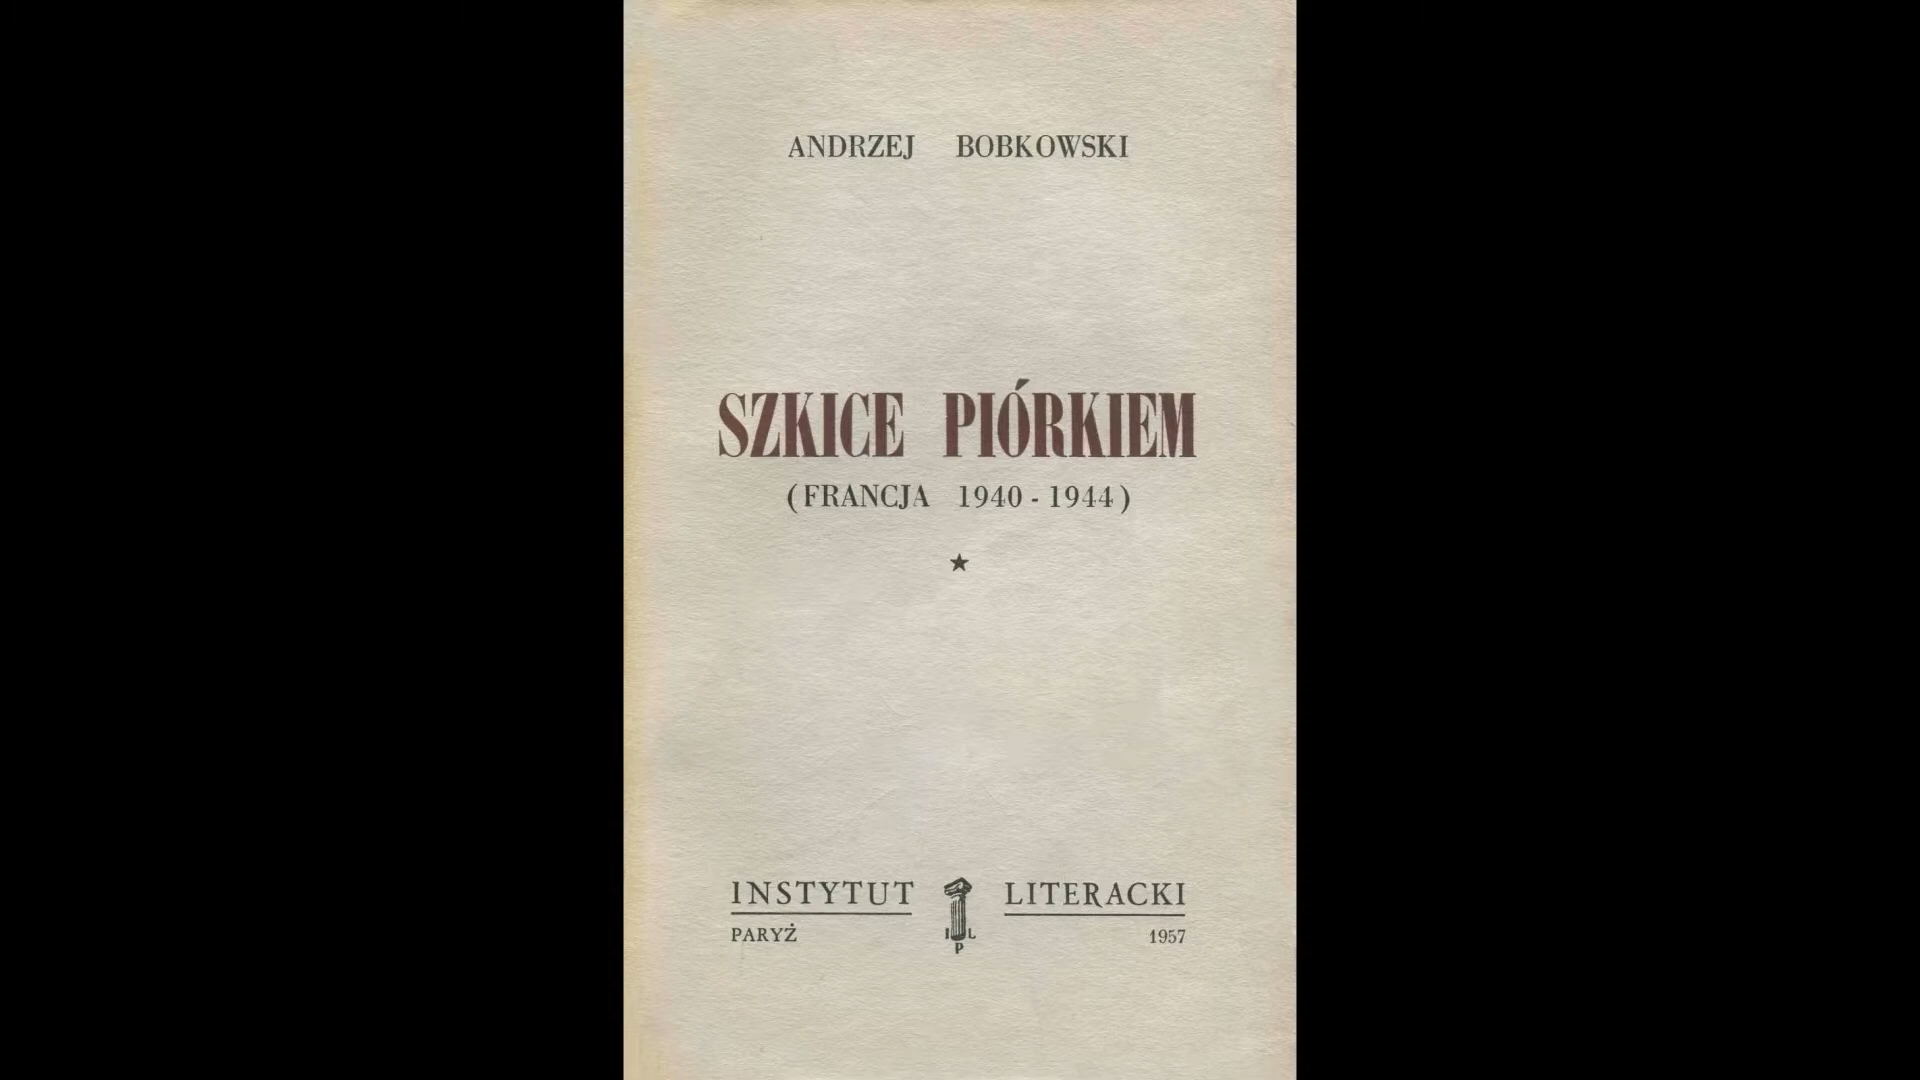 ANDRZEJ BOBKOWSKI
SZKICE PIÓRKIEM
(FRANCJA 1940 - 1944)
★
INSTYTUT LITERACKI
PARYŻ 1957
I L
P